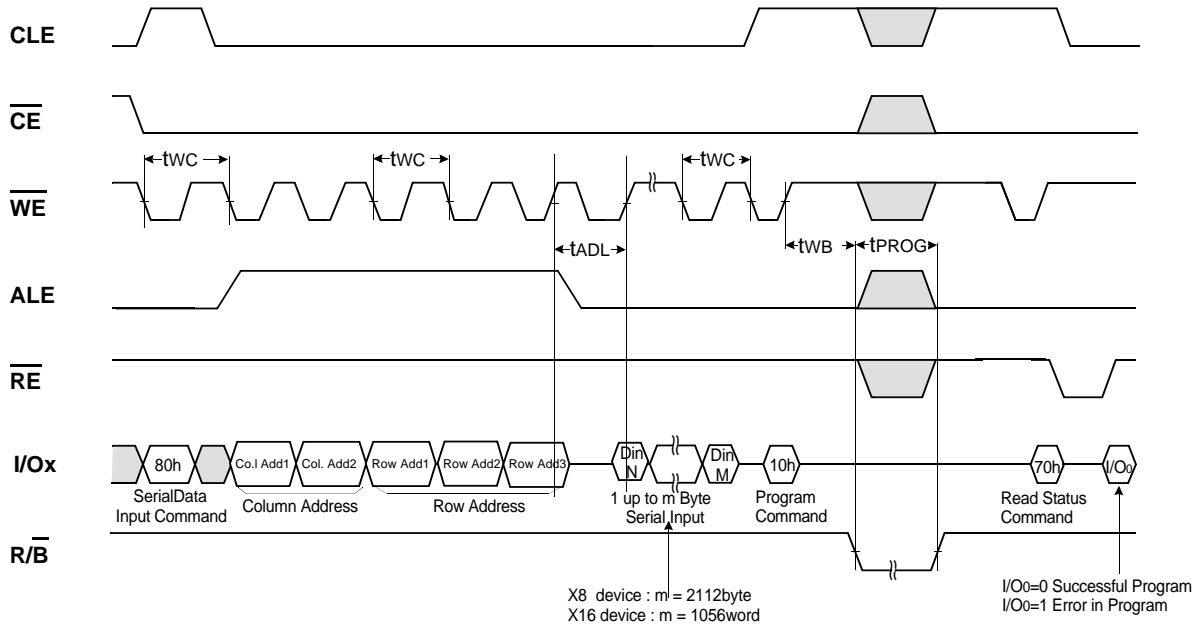 CLE
CE
tWC
tWC
tWC
WE
tADL
tWB
tPROG
ALE
RE
I/Ox
80h
Co.l Add1
Col. Add2
Row Add1
Row Add2
Row Add3
Din
N
Din
M
10h
70h
I/O0
SerialData
Input Command
Column Address
Row Address
1 up to m Byte
Serial Input
Program
Command
Read Status
Command
R/B
X8 device : m = 2112byte
X16 device : m = 1056word
I/O0=0 Successful Program
I/O0=1 Error in Program